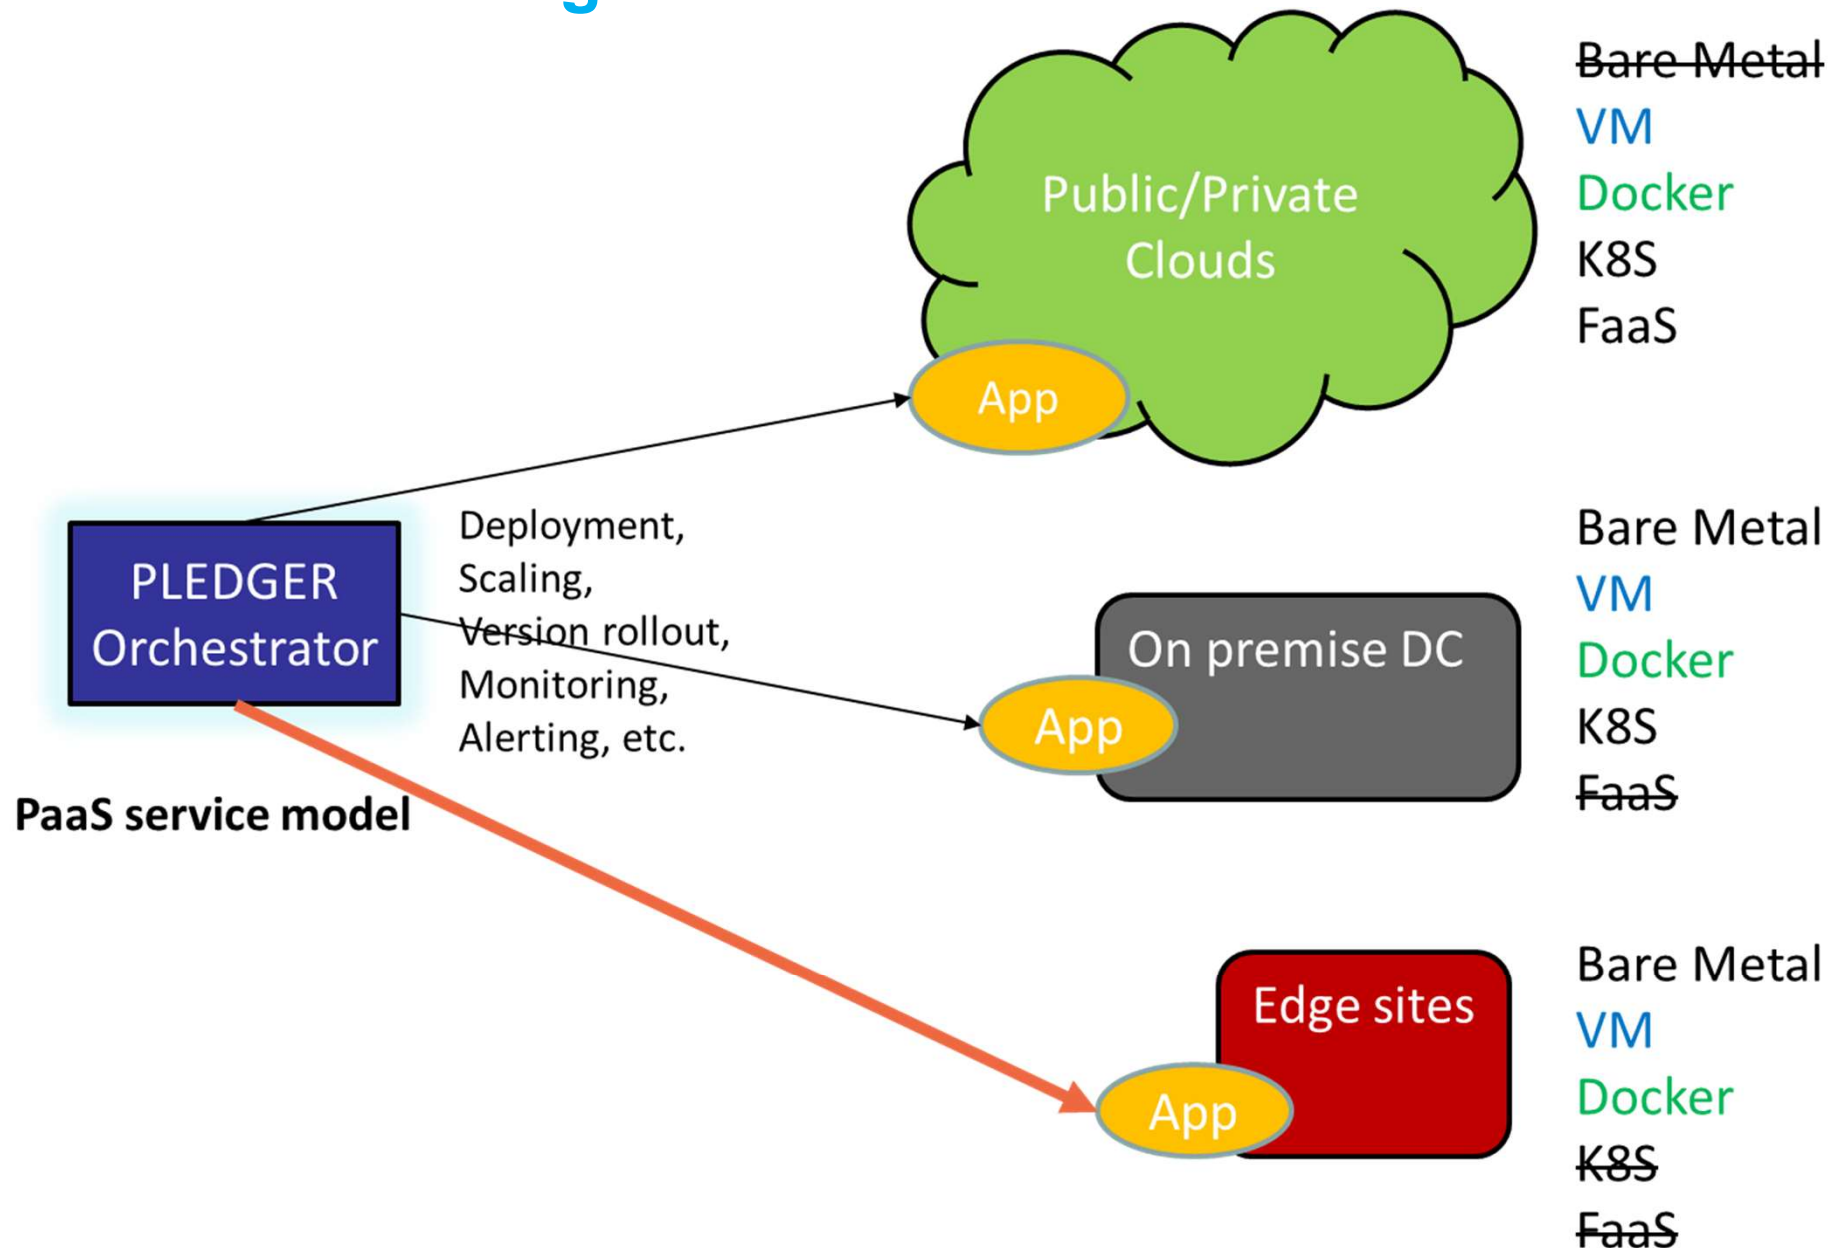 Bare Metal
VM
Docker
K8S
FaaS
Public/Private
Clouds
App
PLEDGER
Orchestrator
Deployment,
Scaling,
Version rollout,
Monitoring,
Alerting, etc.
PaaS service model
On premise DC
App
Bare Metal
VM
Docker
K8S
FaaS
Edge sites
App
Bare Metal
VM
Docker
K8S
FaaS